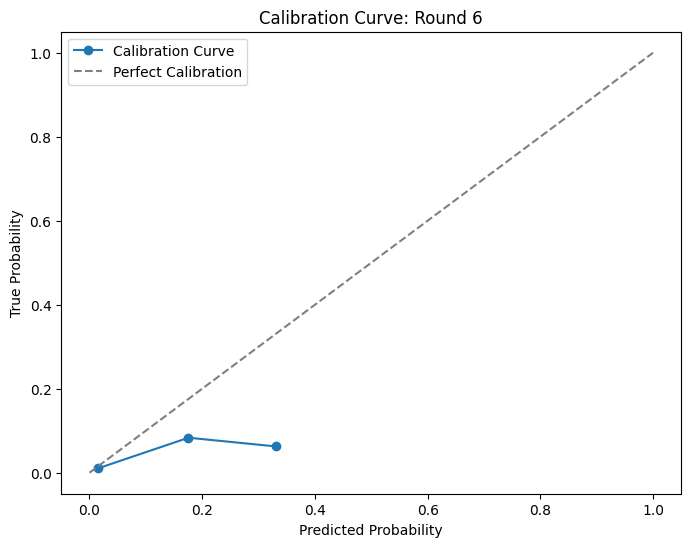 Calibration Curve: Round 6
Calibration Curve
Perfect Calibration
1.0
0.8
0.6
0.4
0.2
0.0
True Probability
0.0 0.2 0.4 0.6 0.8 1.0
Predicted Probability